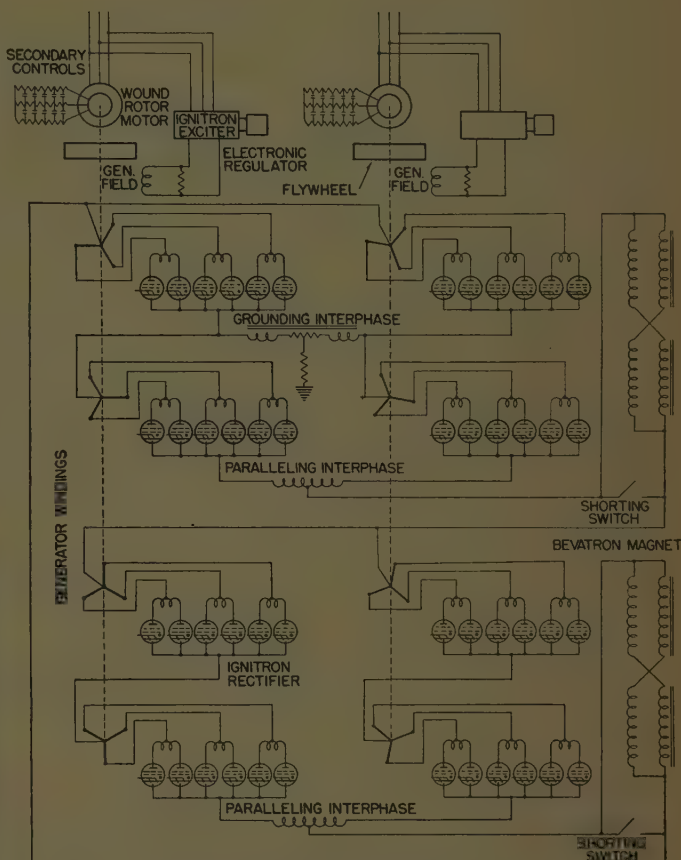 SECONDARY
CONTROLS
WOUND
ROTOR
MOTOR
IGNITRON
EXCITER
ELECTRONIC
REGULATOR
GEN.
FIELD
FLYWHEEL
GEN.
FIELD
GROUNDING INTERPHASE
PARALLELING INTERPHASE
SHORTING
SWITCH
GENERATOR WINDINGS
BEVATRON MAGNET
IGNITRON
RECTIFIER
PARALLELING INTERPHASE
SHORTING
SWITCH